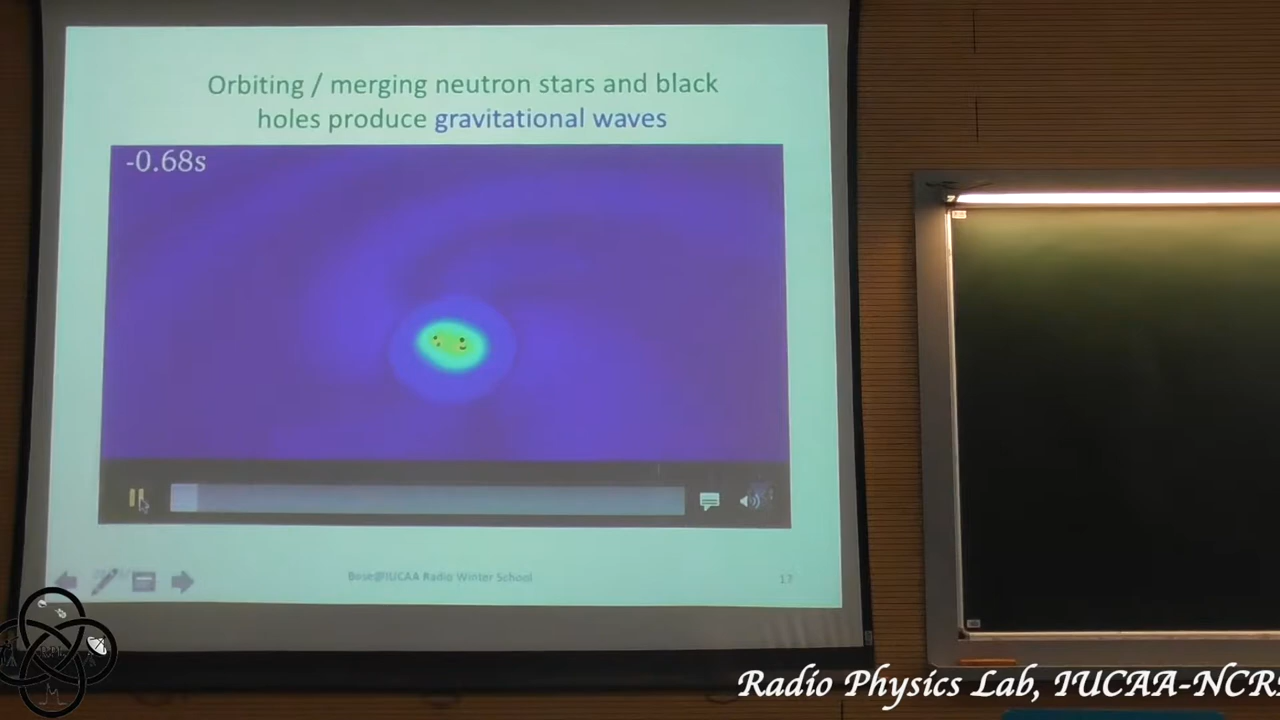 Orbiting / merging neutron stars and black
holes produce gravitational waves
-0.68s
Bose@IUCAA Radio Winter School
17
Radio Physics Lab, IUCAA-NCR